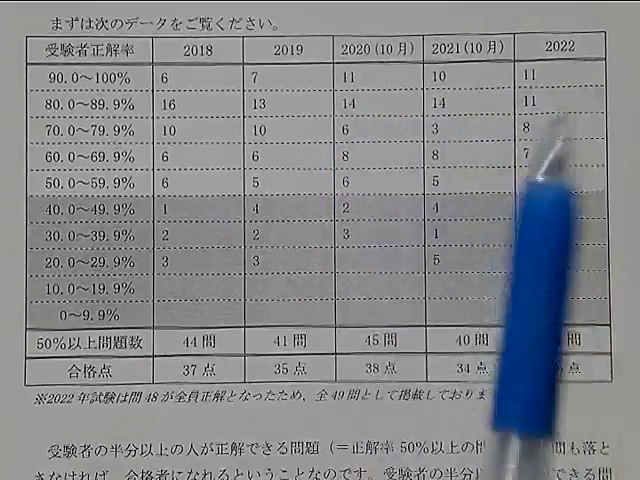 まずは次のデータをご覧ください。
受験者正解率 2018 2019 2020（10月） 2021（10月） 2022
90.0～100% 6 7 11 10 11
80.0～89.9% 16 13 14 14 11
70.0～79.9% 10 10 6 3 8
60.0～69.9% 6 6 8 8 7
50.0～59.9% 6 5 6 5
40.0～49.9% 1 4 2 4
30.0～39.9% 2 2 3 1
20.0～29.9% 3 3 5
10.0～19.9%
0～9.9%
50%以上問題数 44問 41問 45問 40問 問
合格点 37点 35点 38点 34点 点
※2022年試験は問48が全員正解となったため、全49問として掲載しておりま
受験者の半分以上の人が正解できる問題（＝正解率50%以上の問 問も落と
さなければ、合格者になれるということなのです。受験者の半分以 できる問